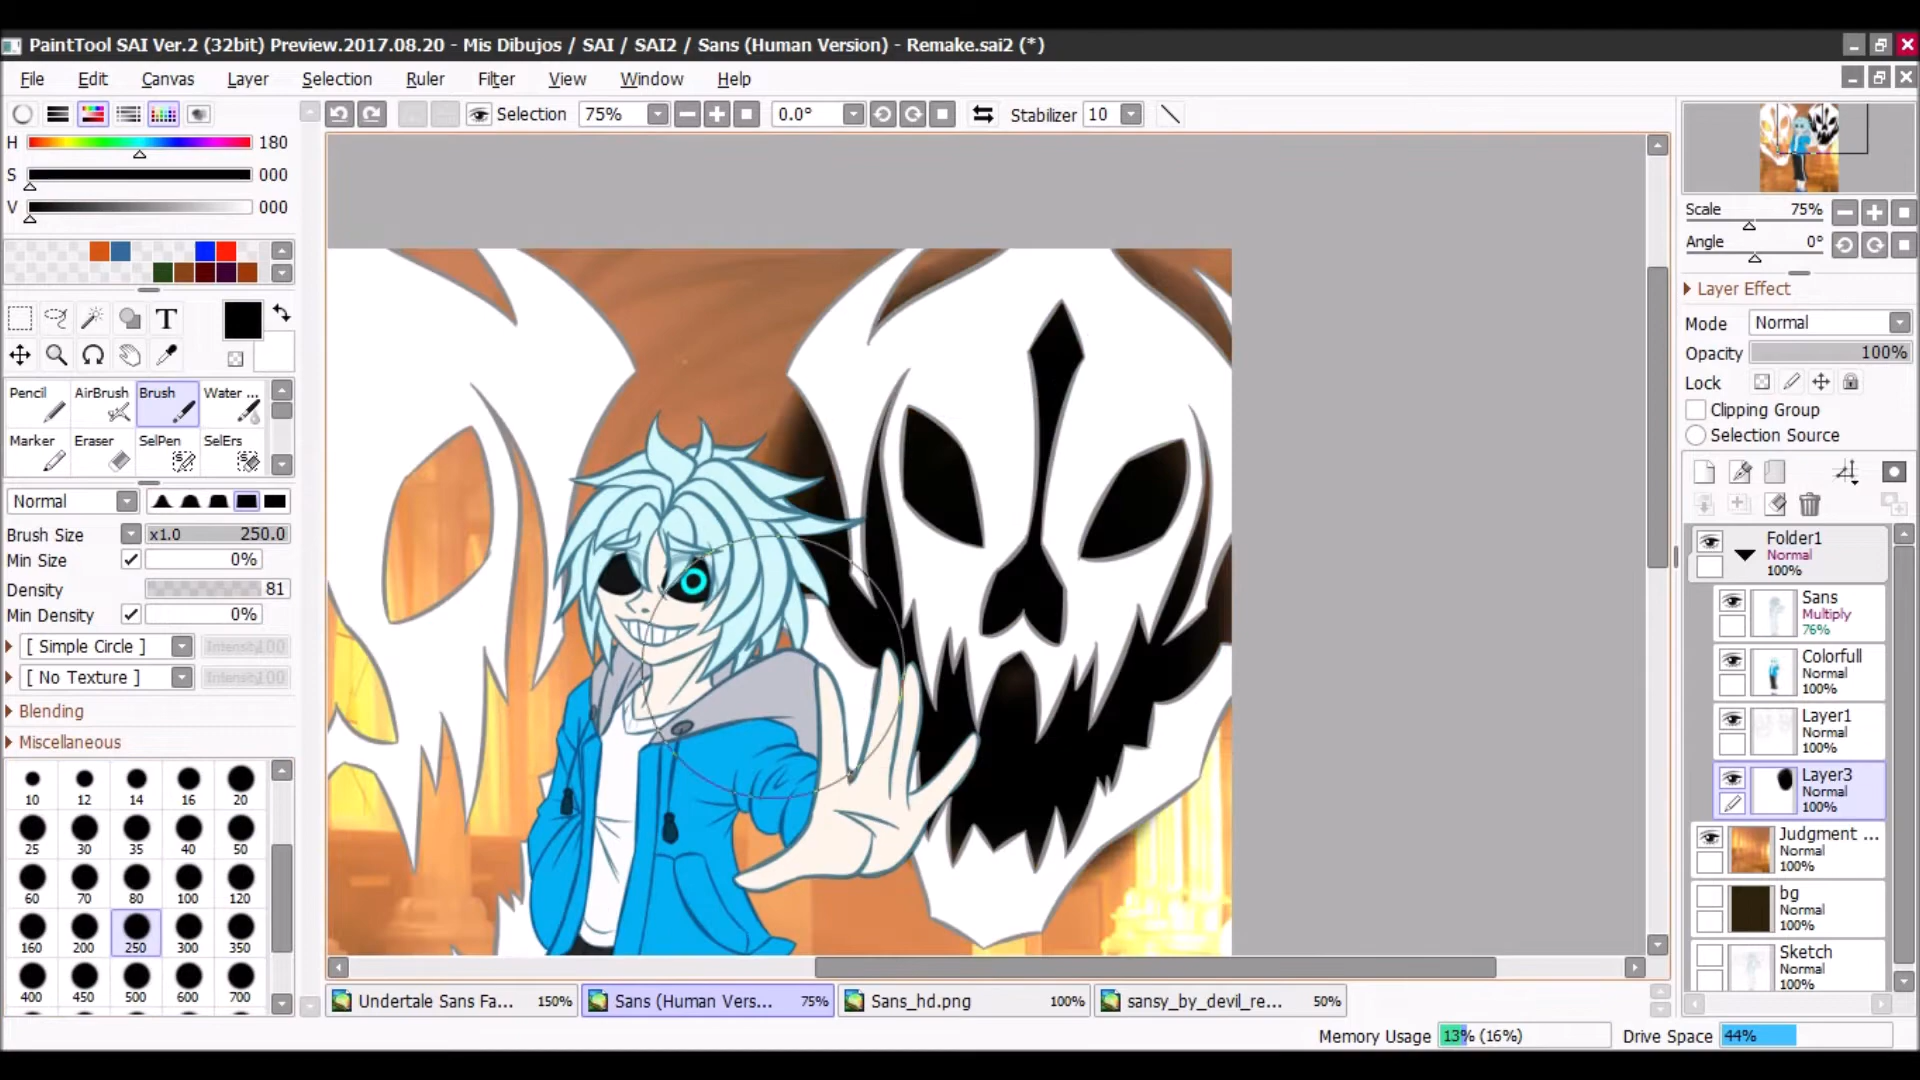 PaintTool SAI Ver.2 (32bit) Preview.2017.08.20 - Mis Dibujos / SAI / SAI2 / Sans (Human Version) - Remake.sai2 (*)
File Edit Canvas Layer Selection Ruler Filter View Window Help
Selection 75% 0.0° Stabilizer 10
H 180
S 000
V 000
T
Pencil AirBrush Brush Water ...
Marker Eraser SelPen SelErs
Normal
Brush Size x1.0 250.0
Min Size 0%
Density 81
Min Density 0%
[ Simple Circle ]
[ No Texture ]
Blending
Miscellaneous
10 12 14 16 20
25 30 35 40 50
60 70 80 100 120
160 200 250 300 350
400 450 500 600 700
Scale 75%
Angle 0°
Layer Effect
Mode Normal
Opacity 100%
Lock
Clipping Group
Selection Source
Folder1
Normal
100%
Sans
Multiply
76%
Colorfull
Normal
100%
Layer1
Normal
100%
Layer3
Normal
100%
Judgment ...
Normal
100%
bg
Normal
100%
Sketch
Normal
100%
Undertale Sans Fa... 150% Sans (Human Vers... 75% Sans_hd.png 100% sansy_by_devil_re... 50%
Memory Usage 13% (16%) Drive Space 44%